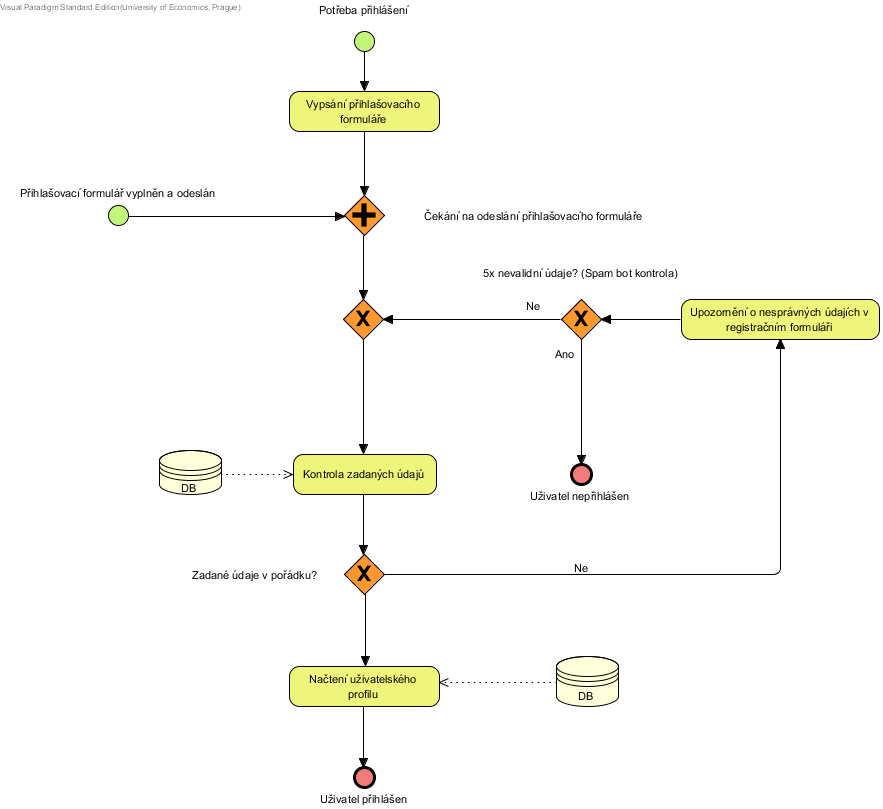 Visual Paradigm Standard Edition(University of Economics, Prague)
Potřeba přihlášení
Vypsání přihlašovacího
formuláře
Přihlašovací formulář vyplněn a odeslán
Čekání na odeslání přihlašovacího formuláře
5x nevalidní údaje? (Spam bot kontrola)
Ne
Upozornění o nesprávných údajích v
registračním formuláři
Ano
DB
Kontrola zadaných údajů
Uživatel nepřihlášen
Zadané údaje v pořádku?
Ne
Načtení uživatelského
profilu
DB
Uživatel přihlášen